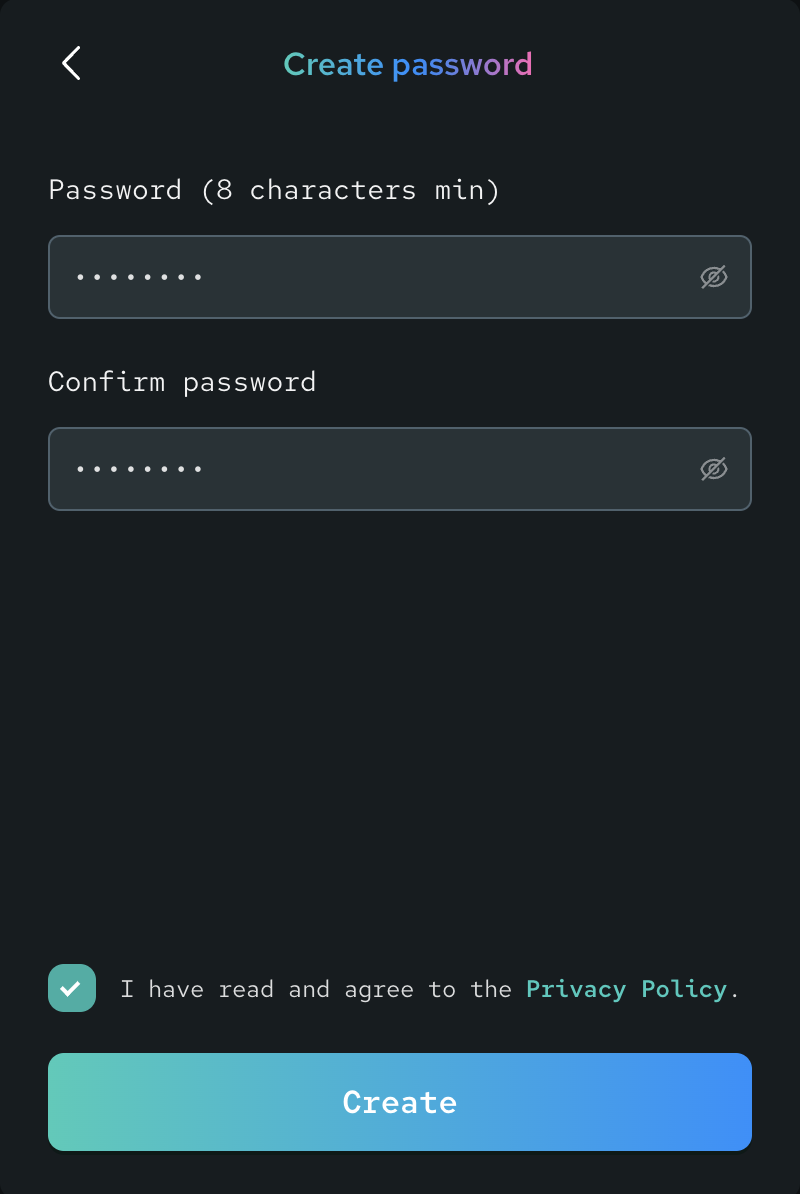 Create password
Password (8 characters min)
••••••••
Confirm password
••••••••
I have read and agree to the Privacy Policy.
Create